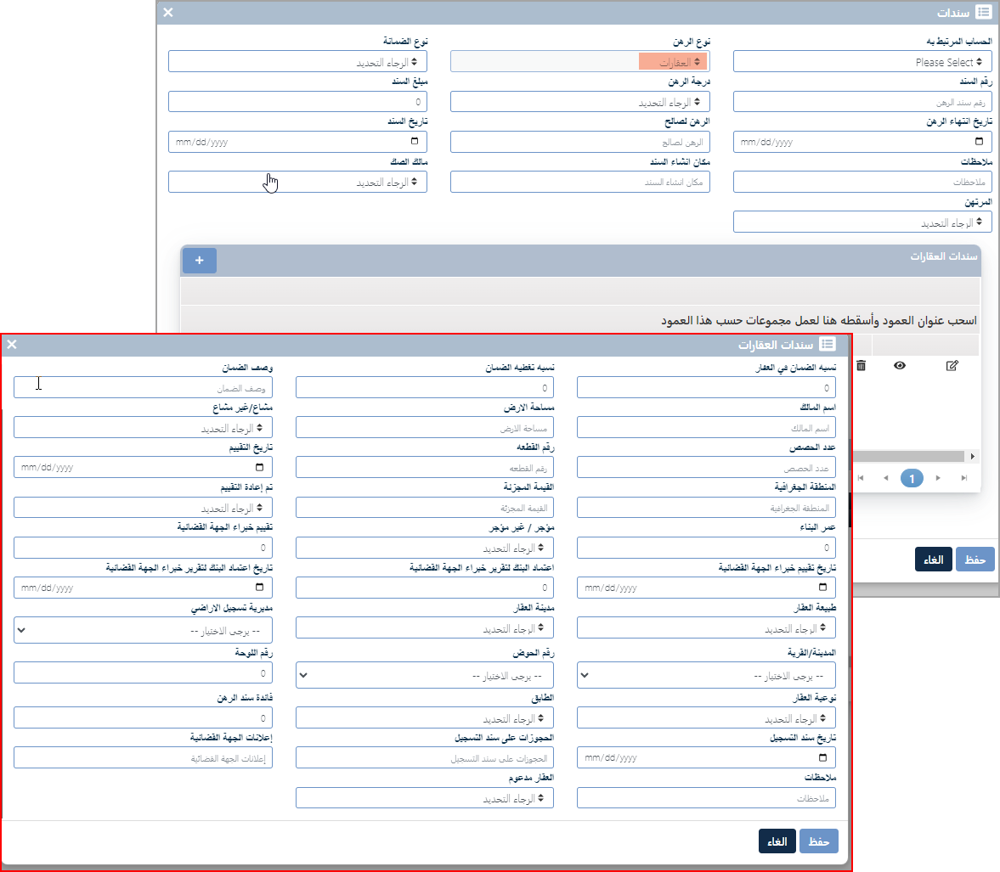 سندات
الحساب المرتبط به
نوع الرهن
نوع الضمانة
Please Select
العقارات
الرجاء التحديد
رقم السند
درجة الرهن
مبلغ السند
رقم سند الرهن
الرجاء التحديد
0
تاريخ انتهاء الرهن
الرهن لصالح
تاريخ السند
mm/dd/yyyy
الرهن لصالح
mm/dd/yyyy
ملاحظات
مكان انشاء السند
مالك الصك
ملاحظات
مكان انشاء السند
الرجاء التحديد
المرتهن
الرجاء التحديد
سندات العقارات
+
اسحب عنوان العمود وأسقطه هنا لعمل مجموعات حسب هذا العمود
1
حفظ
الغاء
سندات العقارات
نسبه الضمان في العقار
نسبه تغطيه الضمان
وصف الضمان
0
0
وصف الضمان
اسم المالك
مساحة الارض
مشاع/غير مشاع
اسم المالك
مساحة الارض
الرجاء التحديد
عدد الحصص
رقم القطعه
تاريخ التقييم
عدد الحصص
رقم القطعه
mm/dd/yyyy
المنطقة الجغرافية
القيمة المجزئة
تم إعادة التقييم
المنطقة الجغرافية
القيمة المجزئة
الرجاء التحديد
عمر البناء
مؤجر / غير مؤجر
تقييم خبراء الجهة القضائية
0
الرجاء التحديد
0
تاريخ تقييم خبراء الجهة القضائية
اعتماد البنك لتقرير خبراء الجهة القضائية
تاريخ اعتماد البنك لتقرير خبراء الجهة القضائية
mm/dd/yyyy
0
mm/dd/yyyy
طبيعة العقار
مدينة العقار
مديرية تسجيل الاراضي
الرجاء التحديد
الرجاء التحديد
-- يرجى الاختيار --
المدينة/القرية
رقم الحوض
رقم اللوحة
-- يرجى الاختيار --
-- يرجى الاختيار --
0
نوعية العقار
الطابق
فائدة سند الرهن
الرجاء التحديد
الرجاء التحديد
0
تاريخ سند التسجيل
الحجوزات على سند التسجيل
إعلانات الجهة القضائية
mm/dd/yyyy
الحجوزات على سند التسجيل
إعلانات الجهة القضائية
ملاحظات
العقار مدعوم
ملاحظات
الرجاء التحديد
حفظ
الغاء